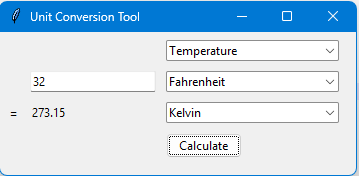 Unit Conversion Tool
Temperature
32 Fahrenheit
= 273.15 Kelvin
Calculate